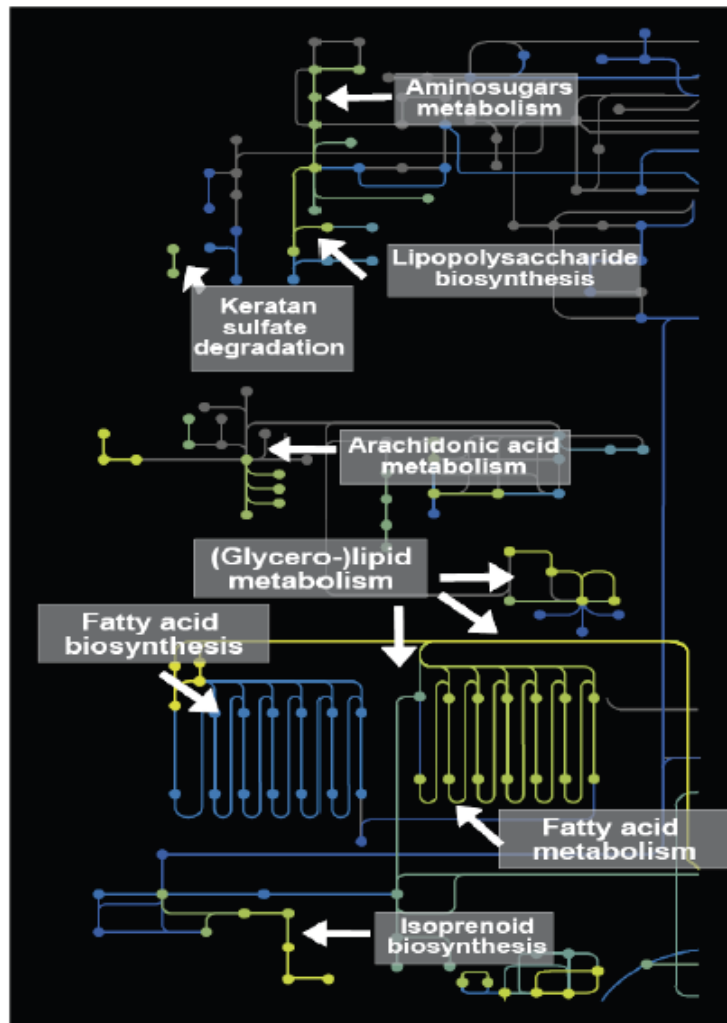 Aminosugars
metabolism
Lipopolysaccharide
biosynthesis
Keratan
sulfate
degradation
Arachidonic acid
metabolism
(Glycero-)lipid
metabolism
Fatty acid
biosynthesis
Fatty acid
metabolism
Isoprenoid
biosynthesis